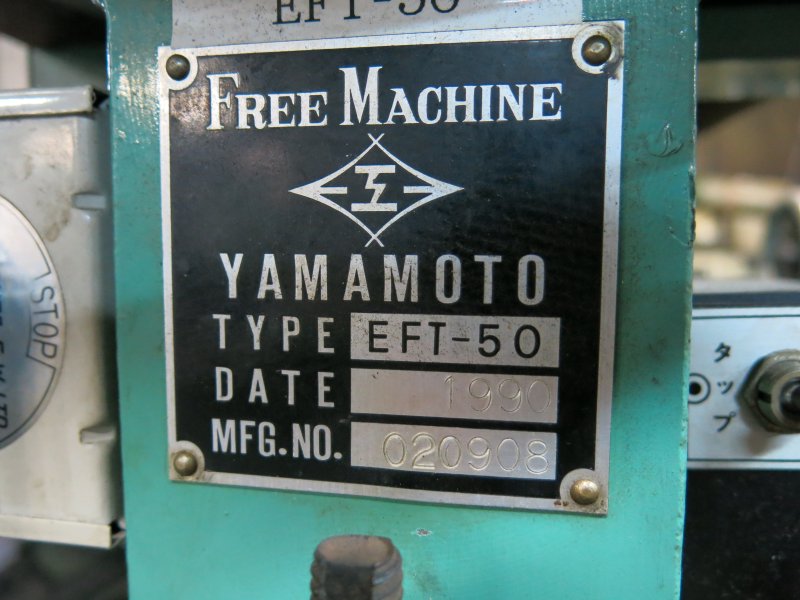 EFT-50
FREE MACHINE
YAMAMOTO
TYPE EFT-50
DATE 1990
MFG.NO. 020908
STOP
タップ